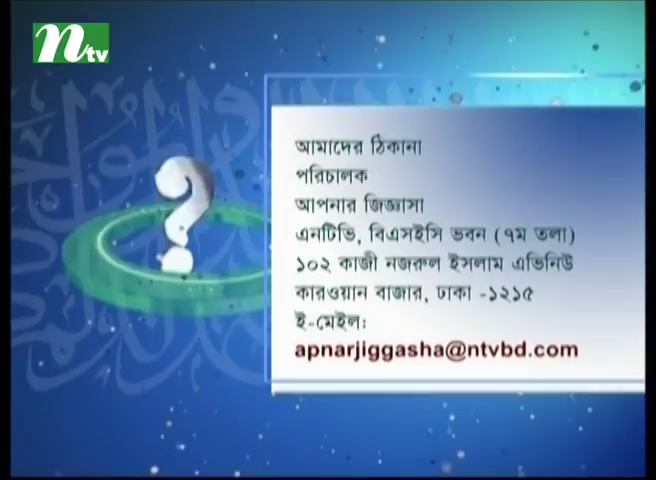 ntv
আমাদের ঠিকানা
পরিচালক
আপনার জিজ্ঞাসা
এনটিভি, বিএসইসি ভবন (৭ম তলা)
১০২ কাজী নজরুল ইসলাম এভিনিউ
কারওয়ান বাজার, ঢাকা -১২১৫
ই-মেইল:
apnarjiggasha@ntvbd.com
?